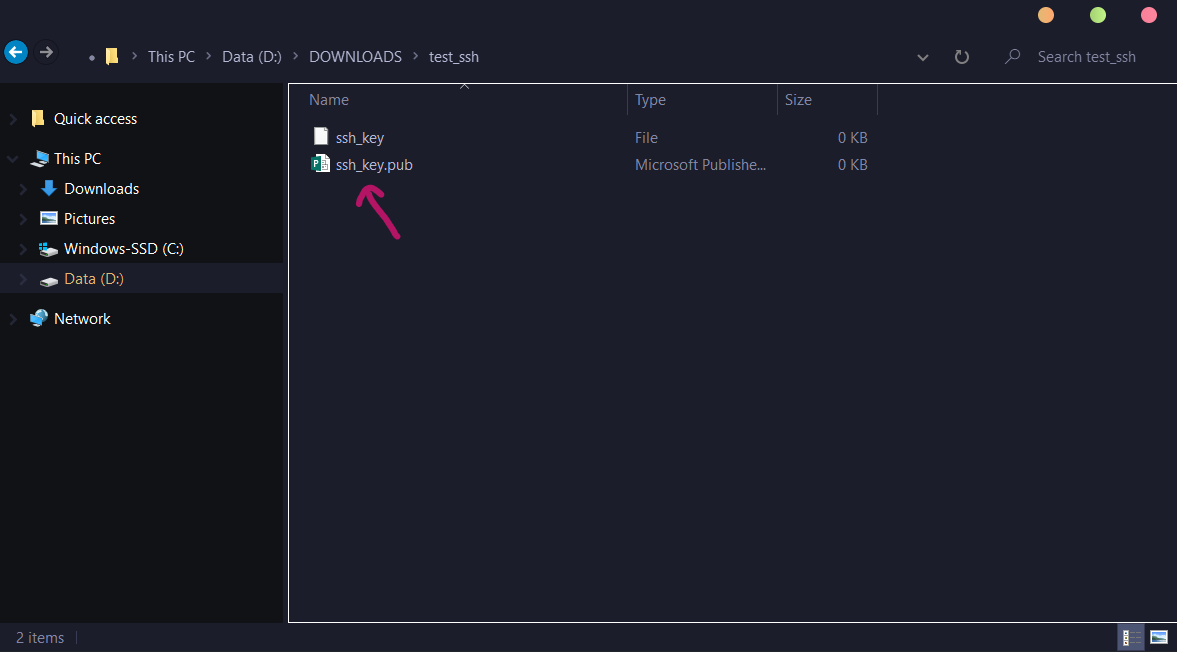 This PC Data (D:) DOWNLOADS test_ssh Search test_ssh
Quick access
This PC
Downloads
Pictures
Windows-SSD (C:)
Data (D:)
Network
Name Type Size
ssh_key File 0 KB
ssh_key.pub Microsoft Publishe... 0 KB
2 items